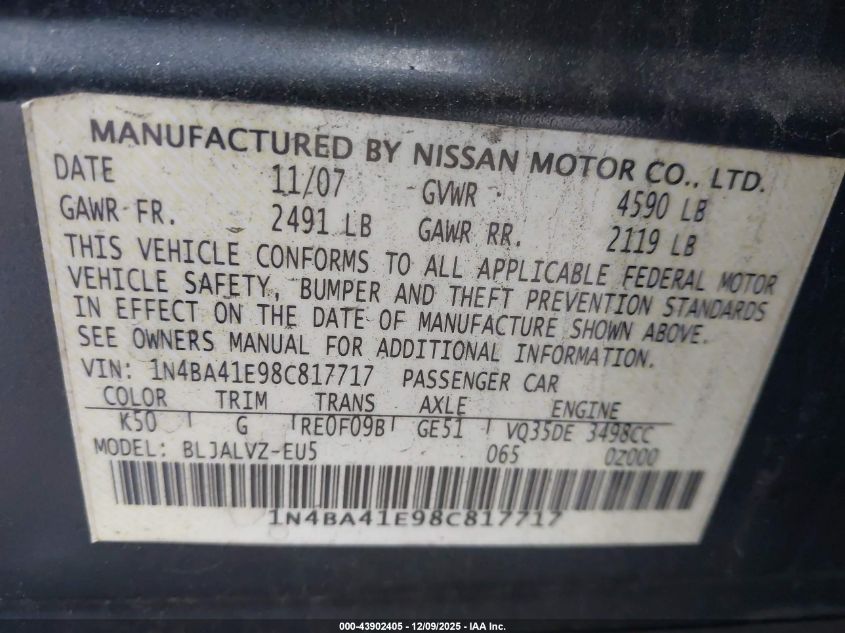 MANUFACTURED BY NISSAN MOTOR CO., LTD.
DATE 11/07 GVWR 4590 LB
GAWR FR. 2491 LB GAWR RR. 2119 LB
THIS VEHICLE CONFORMS TO ALL APPLICABLE FEDERAL MOTOR
VEHICLE SAFETY, BUMPER AND THEFT PREVENTION STANDARDS
IN EFFECT ON THE DATE OF MANUFACTURE SHOWN ABOVE.
SEE OWNERS MANUAL FOR ADDITIONAL INFORMATION.
VIN: 1N4BA41E98C817717 PASSENGER CAR
COLOR TRIM TRANS AXLE ENGINE
K50 G RE0F09B GE51 VQ35DE 3498CC
MODEL: BLJALVZ-EU5 065 0Z000
1N4BA41E98C817717
000-43902405 - 12/09/2025 - IAA Inc.